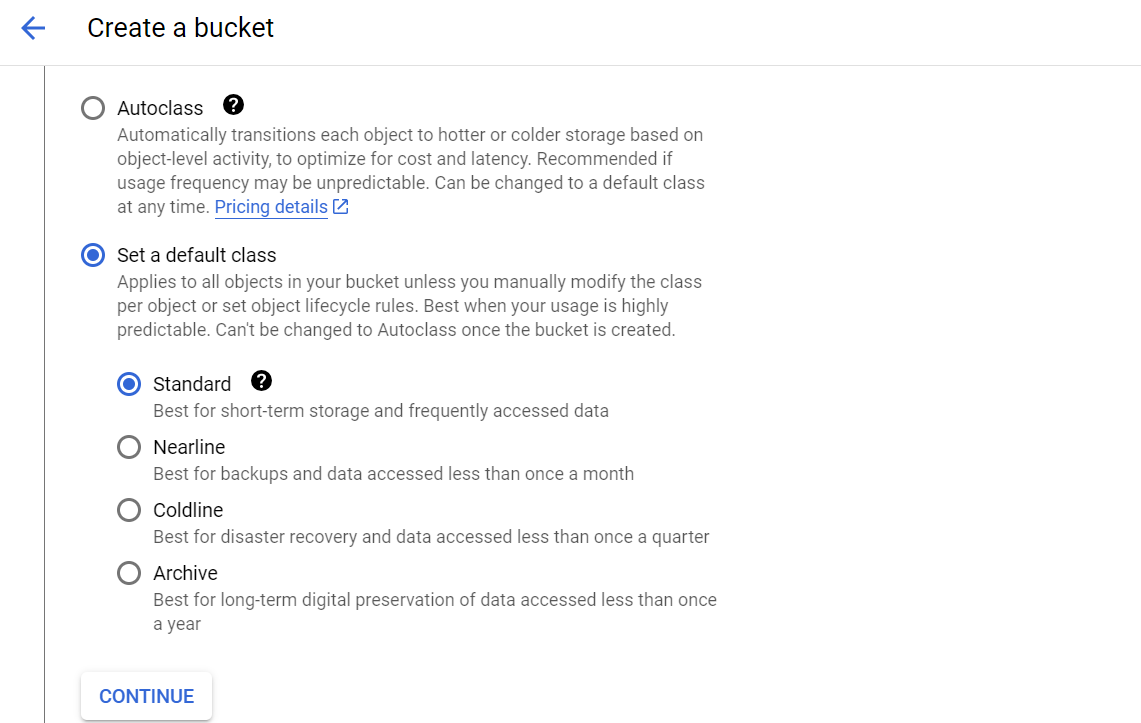 Create a bucket
Autoclass ?
Automatically transitions each object to hotter or colder storage based on
object-level activity, to optimize for cost and latency. Recommended if
usage frequency may be unpredictable. Can be changed to a default class
at any time. Pricing details
Set a default class
Applies to all objects in your bucket unless you manually modify the class
per object or set object lifecycle rules. Best when your usage is highly
predictable. Can't be changed to Autoclass once the bucket is created.
Standard ?
Best for short-term storage and frequently accessed data
Nearline
Best for backups and data accessed less than once a month
Coldline
Best for disaster recovery and data accessed less than once a quarter
Archive
Best for long-term digital preservation of data accessed less than once
a year
CONTINUE